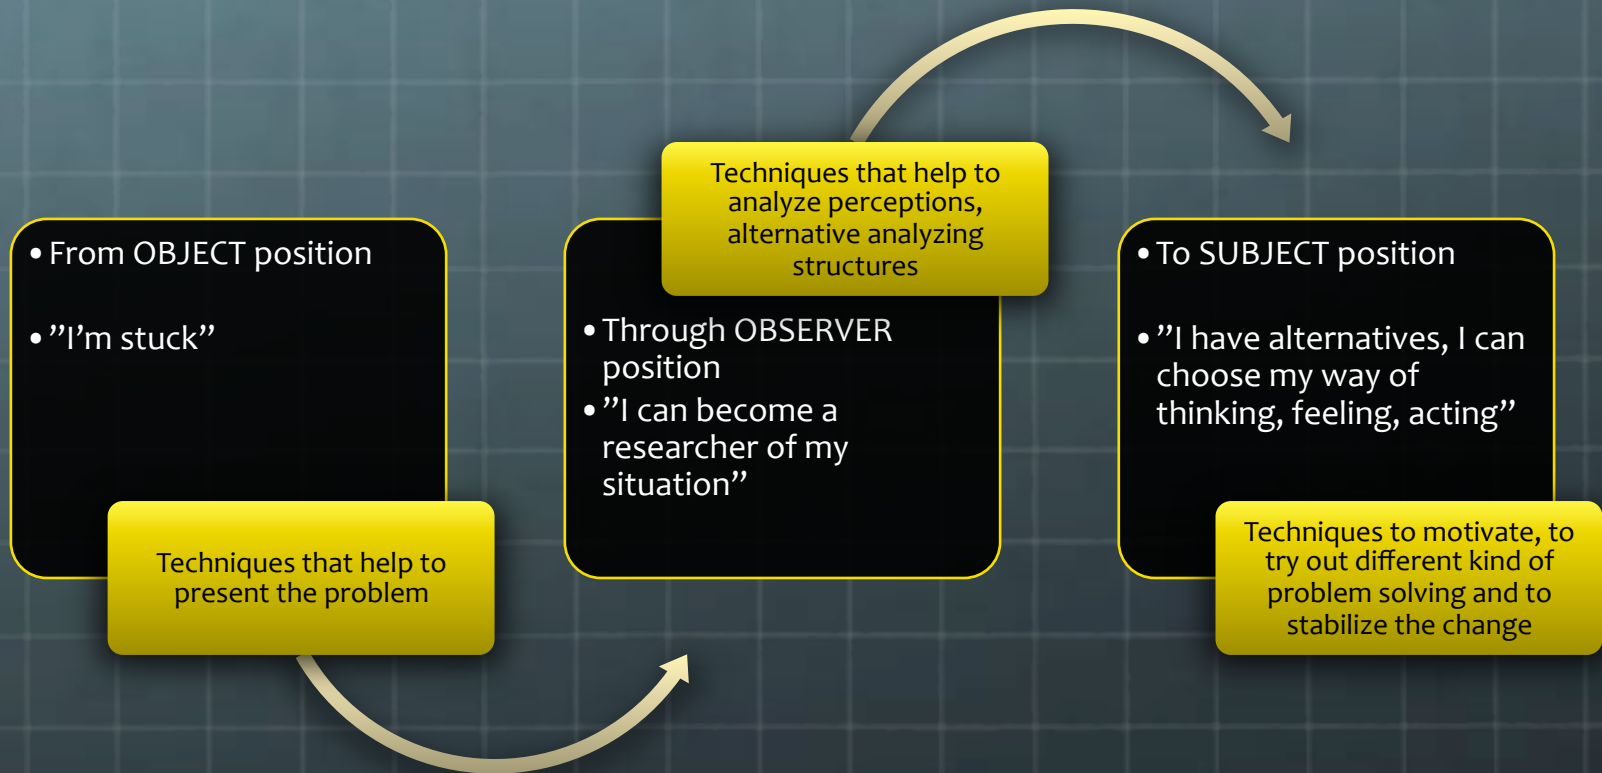 • From OBJECT position
• ”I’m stuck”
Techniques that help to
present the problem
Techniques that help to
analyze perceptions,
alternative analyzing
structures
• Through OBSERVER
position
• ”I can become a
researcher of my
situation”
• To SUBJECT position
• ”I have alternatives, I can
choose my way of
thinking, feeling, acting”
Techniques to motivate, to
try out different kind of
problem solving and to
stabilize the change